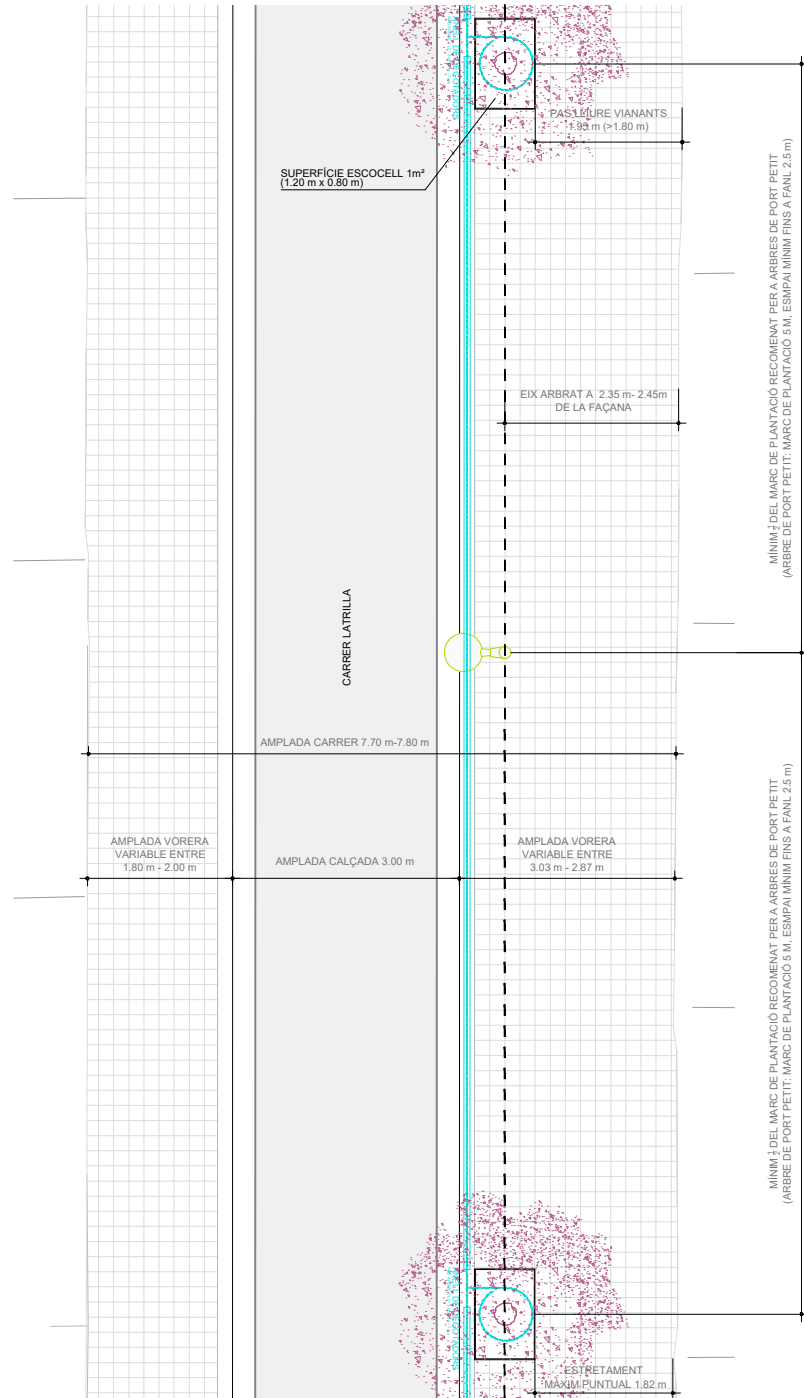 PAS LLIURE VIANANTS
1.95 m (>1.80 m)
SUPERFÍCIE ESCOCELL 1m²
(1.20 m x 0.80 m)
MÍNIM ½ DEL MARC DE PLANTACIÓ RECOMENAT PER A ARBRES DE PORT PETIT
(ARBRE DE PORT PETIT: MARC DE PLANTACIÓ 5 M, ESMPAI MÍNIM FINS A FANL 2.5 m)
EIX ARBRAT A 2.35 m- 2.45m
DE LA FAÇANA
CARRER LATRILLA
AMPLADA CARRER 7.70 m-7.80 m
AMPLADA VORERA
VARIABLE ENTRE
1.80 m - 2.00 m
AMPLADA CALÇADA 3.00 m
AMPLADA VORERA
VARIABLE ENTRE
3.03 m - 2.87 m
MÍNIM ½ DEL MARC DE PLANTACIÓ RECOMENAT PER A ARBRES DE PORT PETIT
(ARBRE DE PORT PETIT: MARC DE PLANTACIÓ 5 M, ESMPAI MÍNIM FINS A FANL 2.5 m)
ESTRETAMENT
MÀXIM PUNTUAL 1.82 m